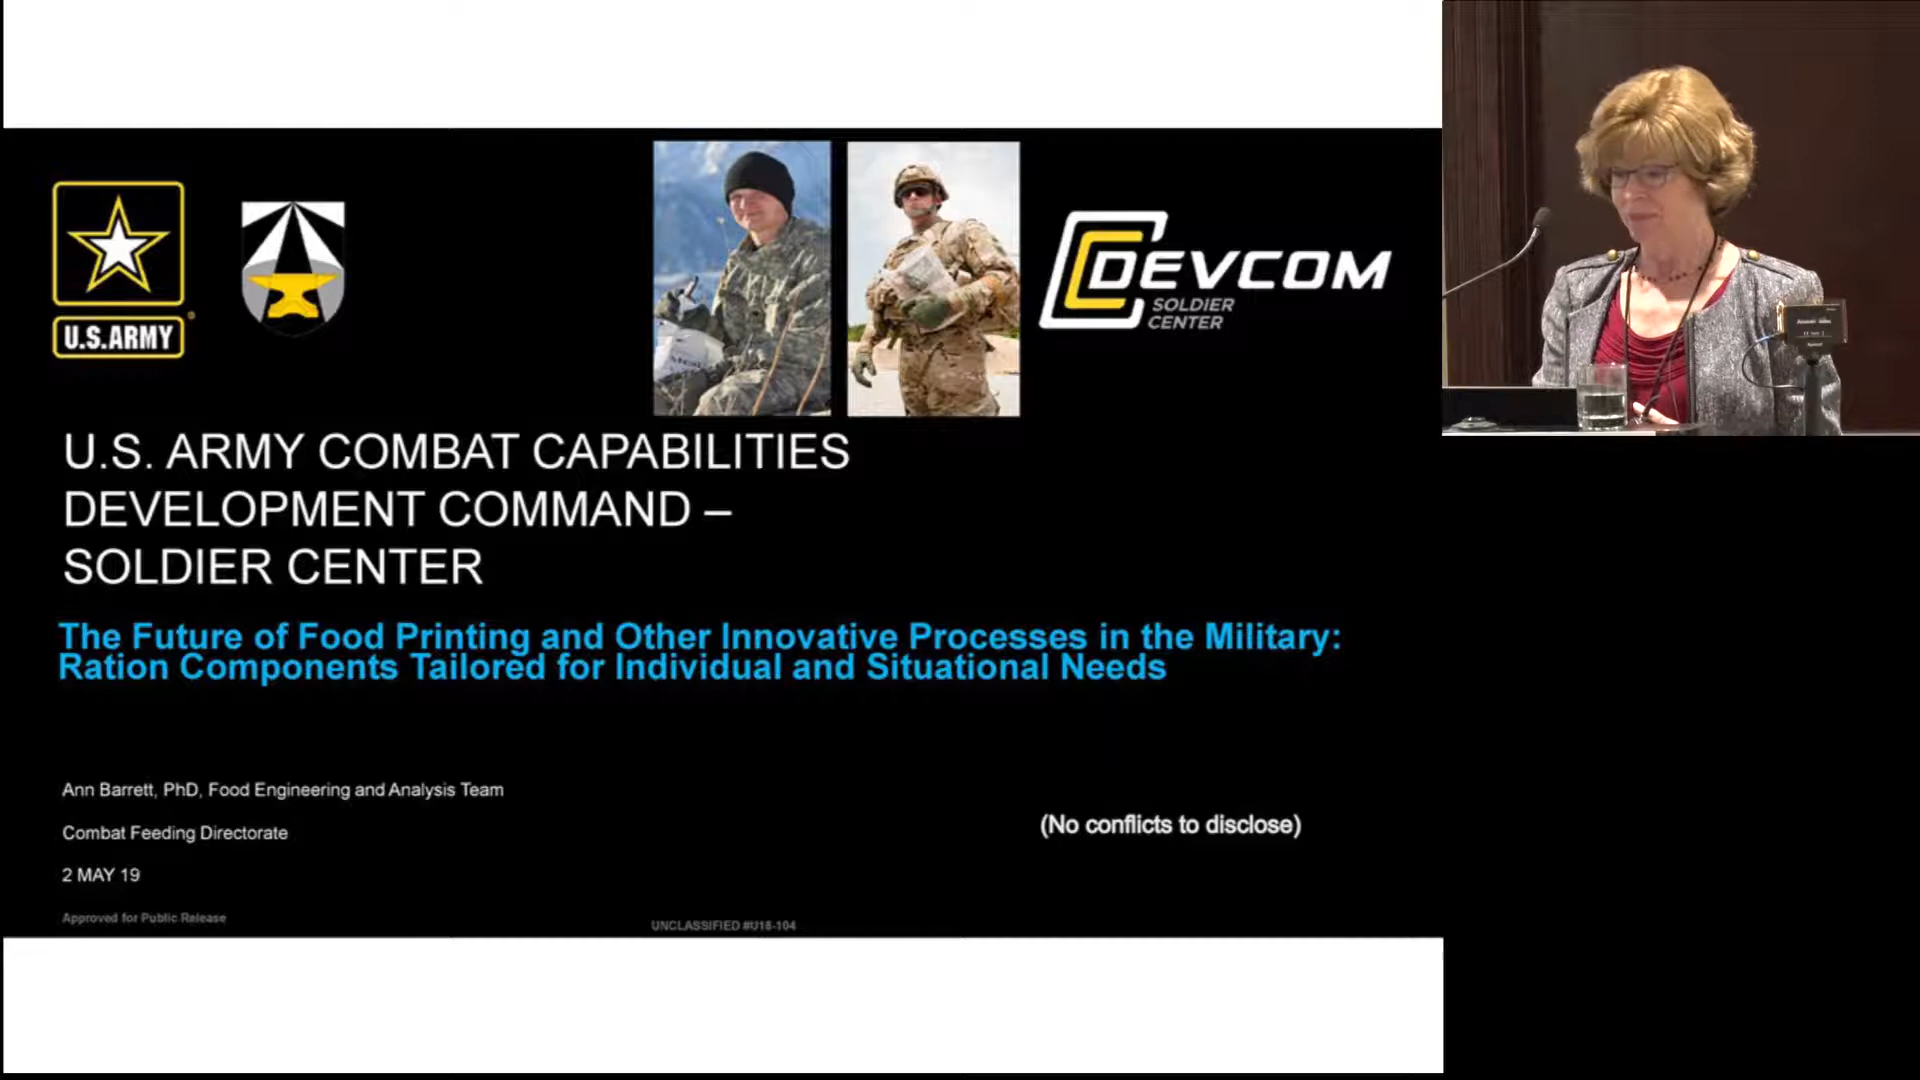 U.S. ARMY
DEVCOM
SOLDIER
CENTER
U.S. ARMY COMBAT CAPABILITIES
DEVELOPMENT COMMAND –
SOLDIER CENTER
The Future of Food Printing and Other Innovative Processes in the Military:
Ration Components Tailored for Individual and Situational Needs
Ann Barrett, PhD, Food Engineering and Analysis Team
Combat Feeding Directorate
(No conflicts to disclose)
2 MAY 19
Approved for Public Release
UNCLASSIFIED #U18-104